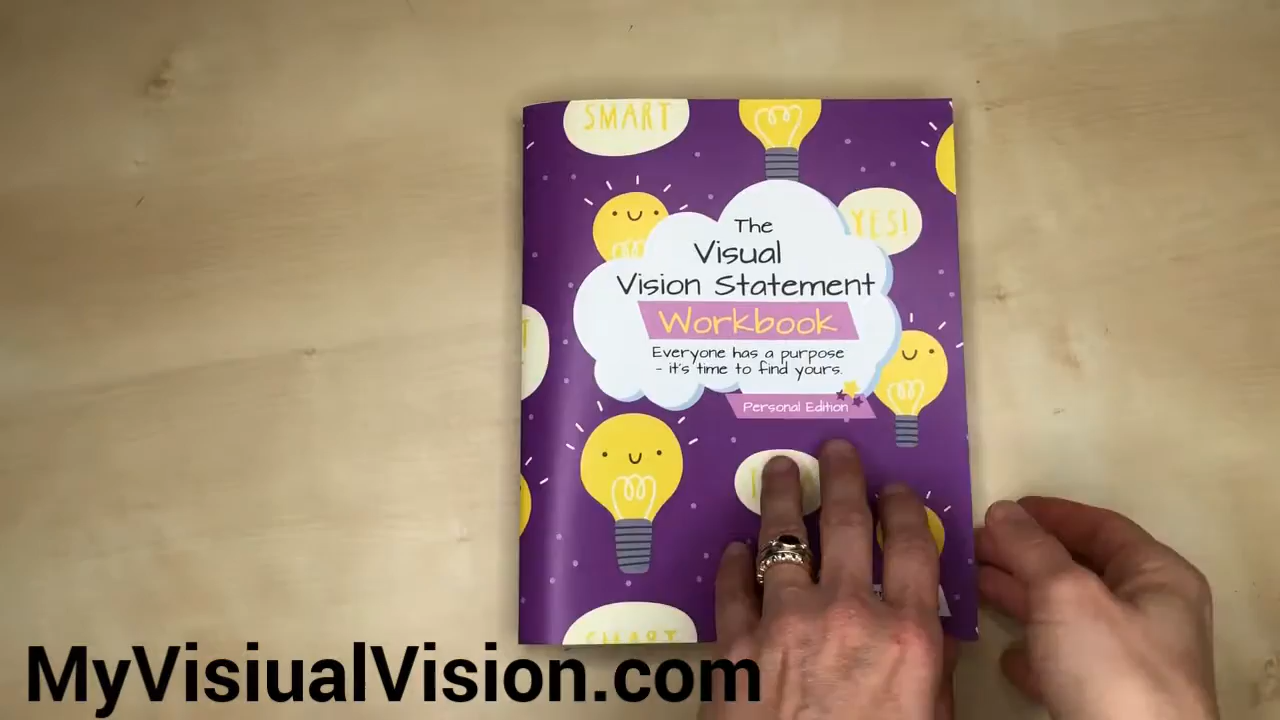 SMART
YES!
The
Visual
Vision Statement
Workbook
Everyone has a purpose
- it's time to find yours.
Personal Edition
SMART
MyVisiualVision.com